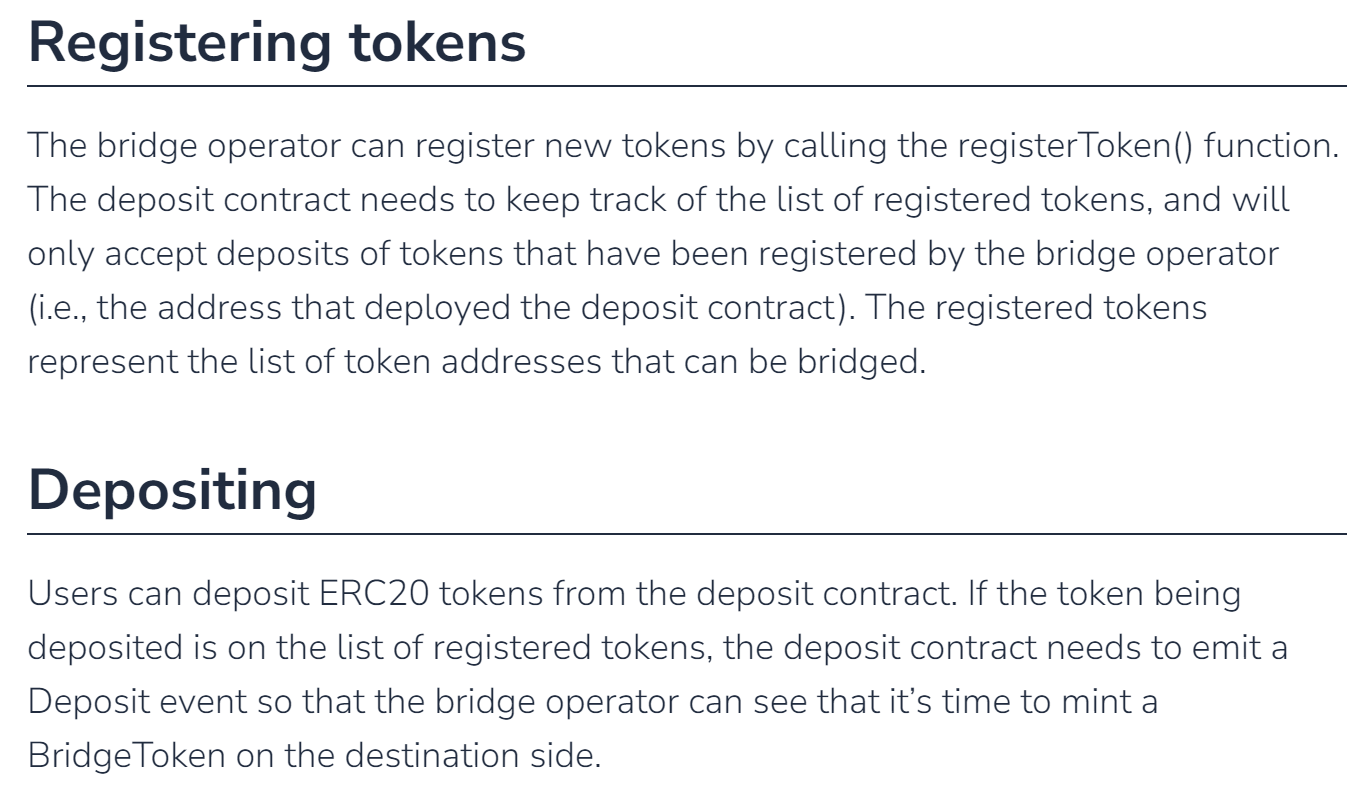 Registering tokens
The bridge operator can register new tokens by calling the registerToken() function.
The deposit contract needs to keep track of the list of registered tokens, and will
only accept deposits of tokens that have been registered by the bridge operator
(i.e., the address that deployed the deposit contract). The registered tokens
represent the list of token addresses that can be bridged.
Depositing
Users can deposit ERC20 tokens from the deposit contract. If the token being
deposited is on the list of registered tokens, the deposit contract needs to emit a
Deposit event so that the bridge operator can see that it’s time to mint a
BridgeToken on the destination side.